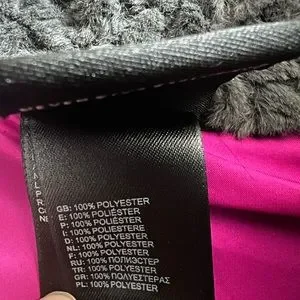 GB: 100% POLYESTER
E: 100% POLIÉSTER
P: 100% POLIÉSTER
I: 100% POLIESTERE
D: 100% POLYESTER
NL: 100% POLYESTER
F: 100% POLYESTER
RU: 100% ПОЛИЭСТЕР
TR: 100% POLYESTER
GR: 100% ΠΟΛΥΕΣΤΕΡΑΣ
PL: 100% POLIESTER